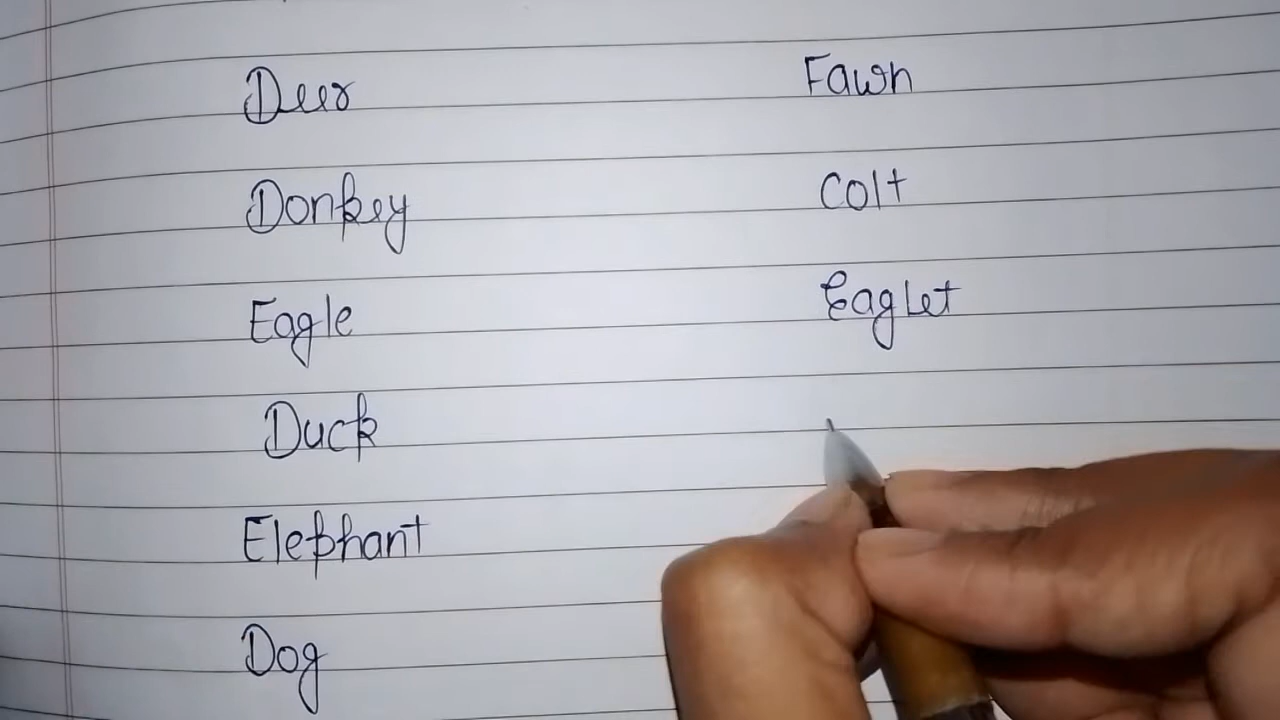 Deer Fawn
Donkey Colt
Eagle Eaglet
Duck
Elephant
Dog